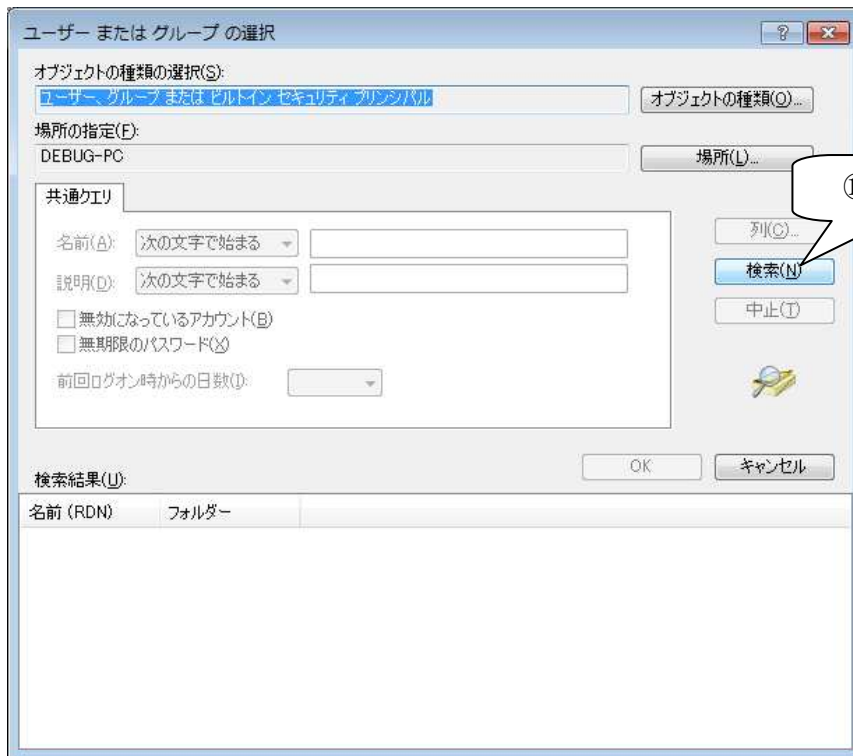 ユーザー または グループ の選択
オブジェクトの種類の選択(S):
ユーザー、グループ または ビルトイン セキュリティ プリンシパル
オブジェクトの種類(O)...
場所の指定(F):
DEBUG-PC
場所(L)...
共通クエリ
①
名前(A):
次の文字で始まる
列(C)...
説明(D):
次の文字で始まる
検索(N)
無効になっているアカウント(B)
中止(T)
無期限のパスワード(X)
前回ログオン時からの日数(I):
OK
キャンセル
検索結果(U):
名前 (RDN)
フォルダー